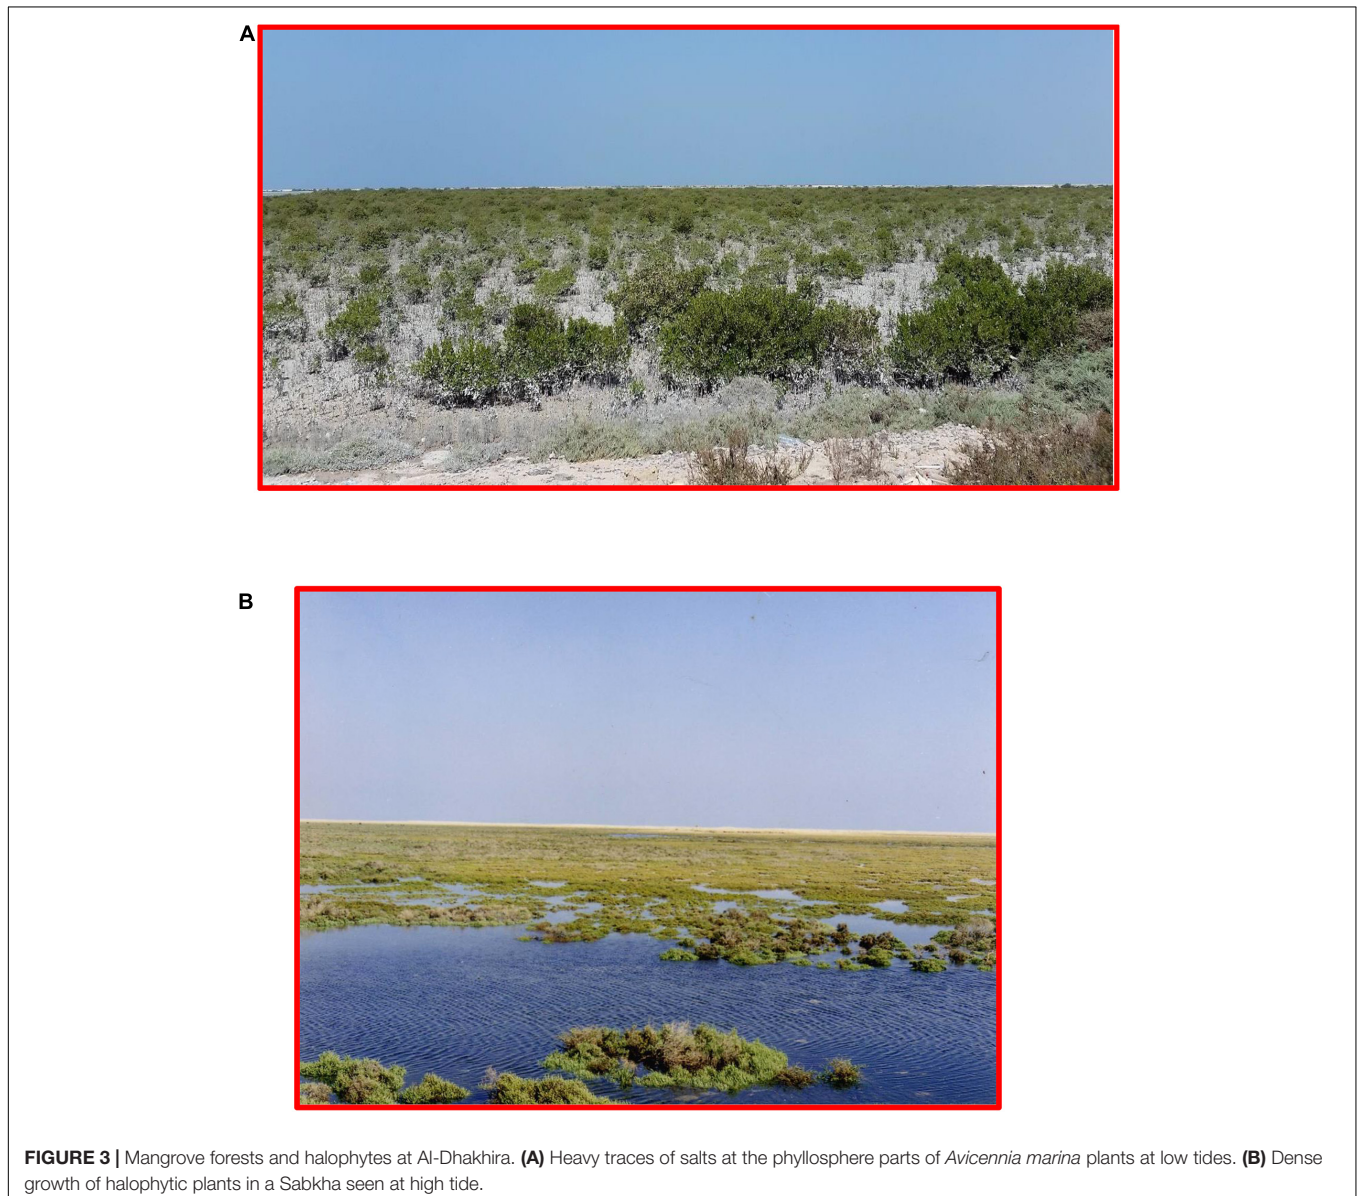 A
B
FIGURE 3 | Mangrove forests and halophytes at Al-Dhakhira. (A) Heavy traces of salts at the phyllosphere parts of Avicennia marina plants at low tides. (B) Dense
growth of halophytic plants in a Sabkha seen at high tide.